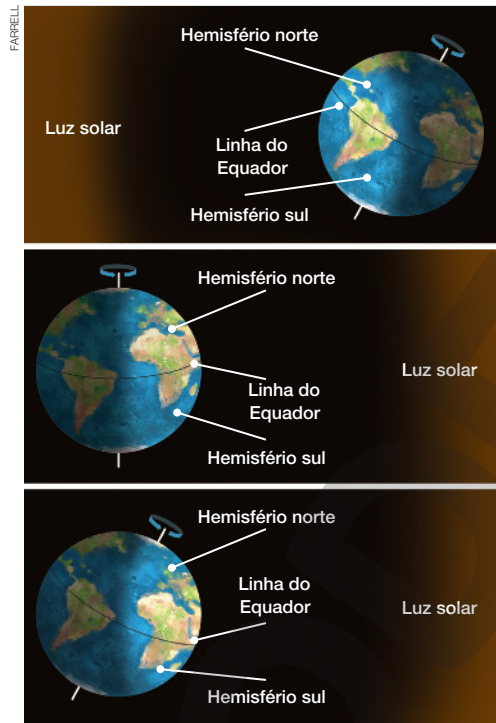 FARRELL
Hemisfério norte
Luz solar
Linha do
Equador
Hemisfério sul
Hemisfério norte
Luz solar
Linha do
Equador
Hemisfério sul
Hemisfério norte
Linha do
Equador
Luz solar
Hemisfério sul